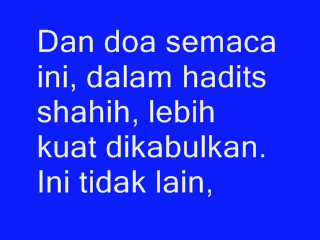 Dan doa semaca
ini, dalam hadits
shahih, lebih
kuat dikabulkan.
Ini tidak lain,